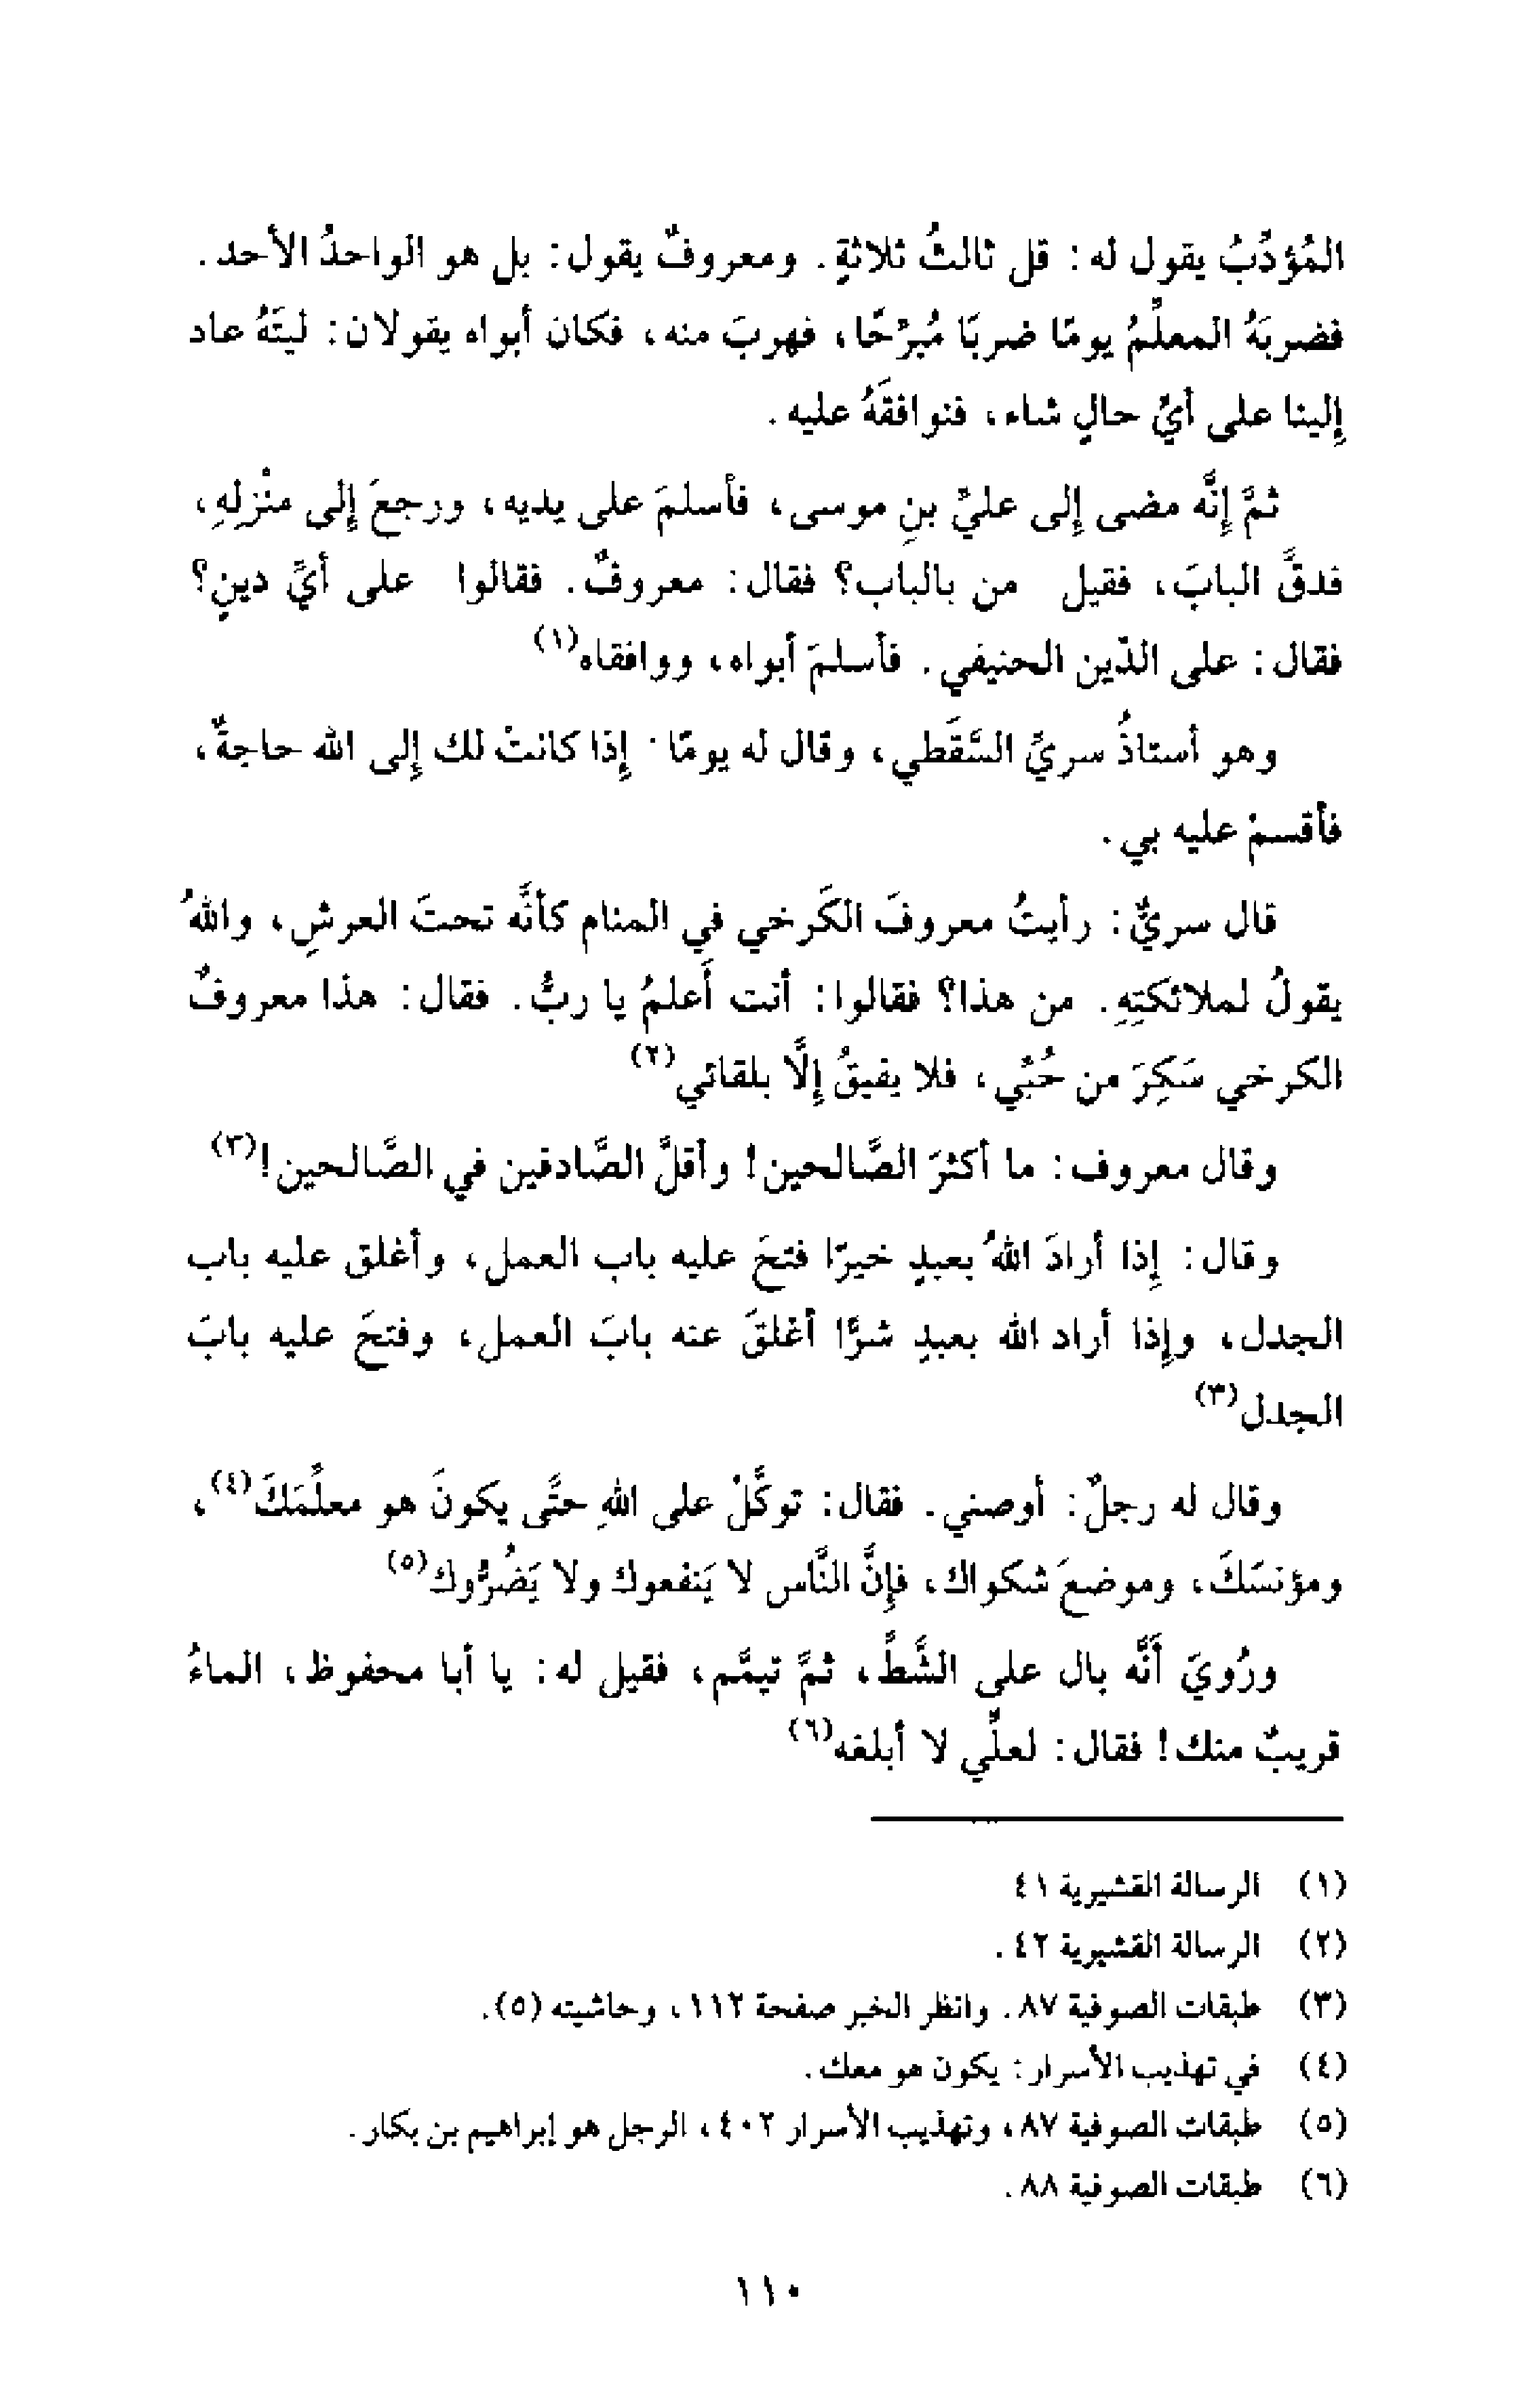 المُؤدِّبُ يقول له: قل ثالثُ ثلاثةٍ. ومعروفٌ يقول: بل هو الواحدُ الأحد.
فضربَهُ المعلِّمُ يومًا ضربًا مُبرِّحًا، فهربَ منه، فكان أبواه يقولان: ليتَهُ عاد
إلينا على أيِّ حالٍ شاء، فنوافقَهُ عليه.
ثمَّ إنَّه مضى إلى عليِّ بنِ موسى، فأسلمَ على يديه، ورجعَ إلى منْزلِهِ،
فدقَّ البابَ، فقيل من بالباب؟ فقال: معروفٌ. فقالوا على أيِّ دينٍ؟
فقال: على الدِّين الحنيفي. فأسلمَ أبواه، ووافقاه(١)
وهو أستاذُ سريِّ السَّقَطي، وقال له يومًا · إذا كانتْ لك إلى الله حاجةٌ،
فأقسمْ عليه بي.
قال سريٌّ: رأيتُ معروفَ الكَرخي في المنام كأنَّه تحتَ العرشِ، واللهُ
يقولُ لملائكتِهِ. من هذا؟ فقالوا: أنت أَعلمُ يا ربُّ. فقال: هذا معروفٌ
الكرخي سَكِرَ من حُبِّي، فلا يفيقُ إلَّا بلقائي(٢)
وقال معروف: ما أكثرَ الصَّالحين! وأقلَّ الصَّادقين في الصَّالحين!(٣)
وقال: إذا أرادَ اللهُ بعبدٍ خيرًا فتحَ عليه باب العمل، وأغلق عليه باب
الجدل، وإذا أراد الله بعبدٍ شرًّا أغلقَ عنه بابَ العمل، وفتحَ عليه بابَ
الجدل(٣)
وقال له رجلٌ: أوصني. فقال: توكَّلْ على اللهِ حتَّى يكونَ هو معلِّمَكَ(٤)،
ومؤنسَكَ، وموضعَ شكواك، فإنَّ النَّاس لا يَنفعوك ولا يَضُرُّوك(٥)
ورُويَ أَنَّه بال على الشَّطِّ، ثمَّ تيمَّم، فقيل له: يا أبا محفوظ، الماءُ
قريبٌ منك! فقال: لعلِّي لا أبلغه(٦)
(١) الرسالة القشيرية ٤١
(٢) الرسالة القشيرية ٤٢.
(٣) طبقات الصوفية ٨٧. وانظر الخبر صفحة ١١٢، وحاشيته (٥).
(٤) في تهذيب الأسرار: يكون هو معك.
(٥) طبقات الصوفية ٨٧، وتهذيب الأسرار ٤٠٢، الرجل هو إبراهيم بن بكار.
(٦) طبقات الصوفية ٨٨.
١١٠